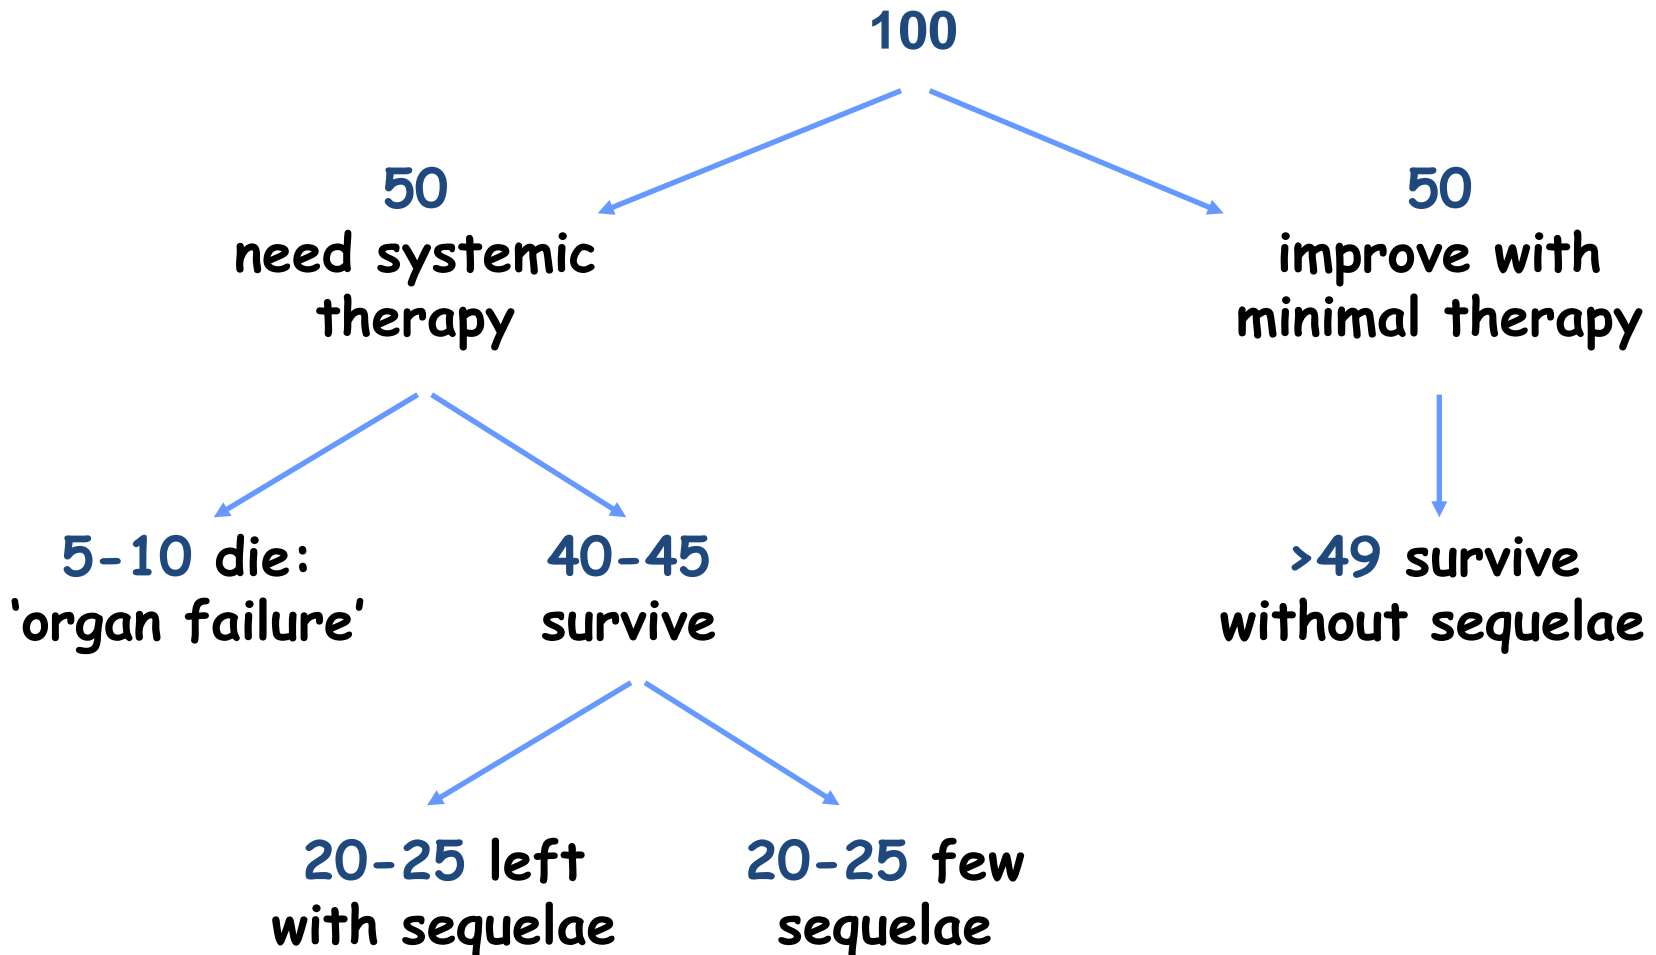 100
50
need systemic
therapy
50
improve with
minimal therapy
5-10 die:
‘organ failure’
40-45
survive
>49 survive
without sequelae
20-25 left
with sequelae
20-25 few
sequelae